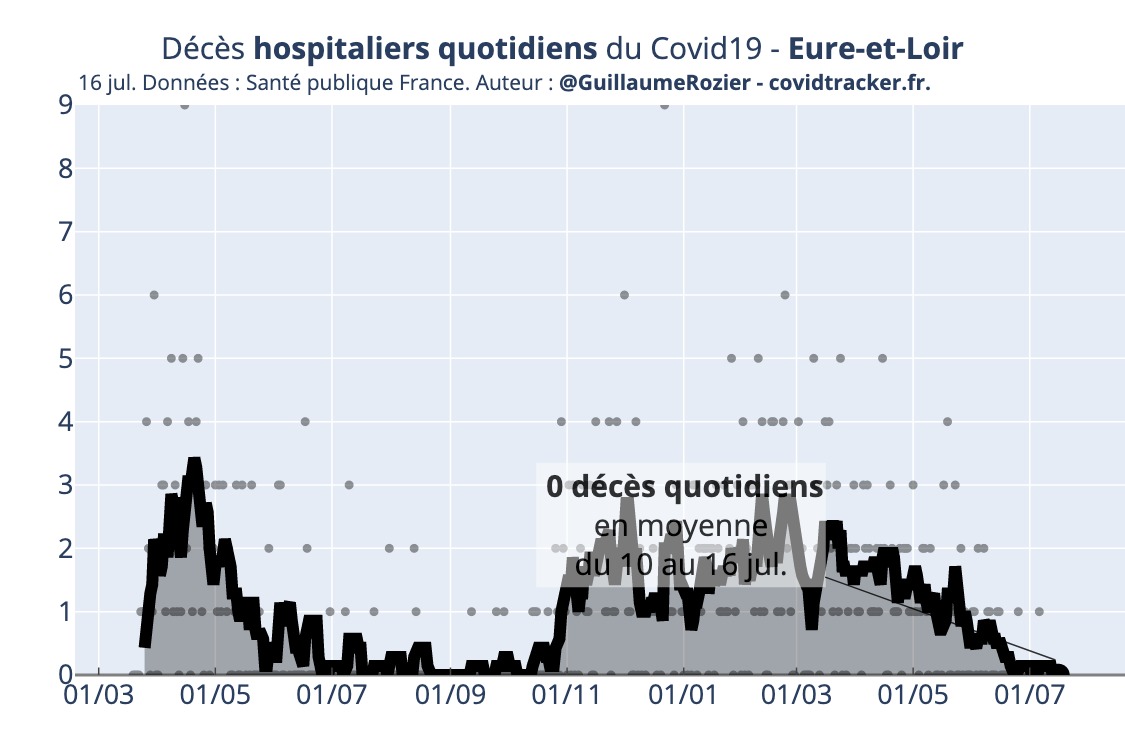 Décès hospitaliers quotidiens du Covid19 - Eure-et-Loir
16 jul. Données : Santé publique France. Auteur : @GuillaumeRozier - covidtracker.fr.
9
8
7
6
5
4
3
2
1
0
0 décès quotidiens
en moyenne
du 10 au 16 jul.
01/03 01/05 01/07 01/09 01/11 01/01 01/03 01/05 01/07